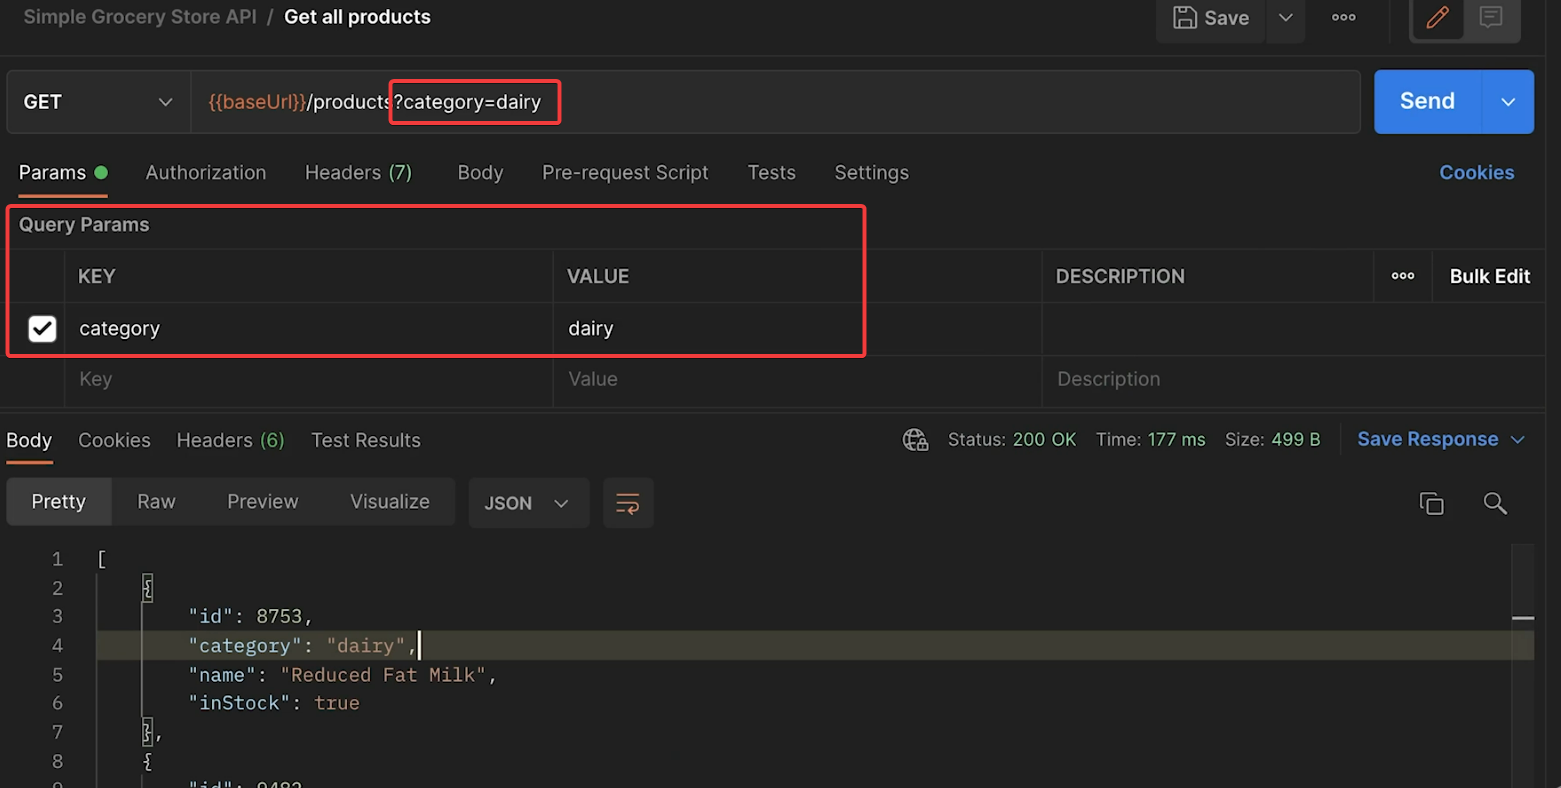 Simple Grocery Store API / Get all products
Save
GET
{{baseUrl}}/products?category=dairy
Send
Params
Authorization
Headers (7)
Body
Pre-request Script
Tests
Settings
Cookies
Query Params
KEY
VALUE
DESCRIPTION
Bulk Edit
category
dairy
Key
Value
Description
Body
Cookies
Headers (6)
Test Results
Status: 200 OK
Time: 177 ms
Size: 499 B
Save Response
Pretty
Raw
Preview
Visualize
JSON
1 [
2 {
3 "id": 8753,
4 "category": "dairy",
5 "name": "Reduced Fat Milk",
6 "inStock": true
7 },
8 {